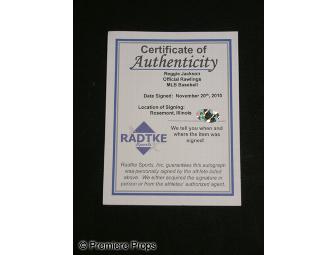 Certificate of
Authenticity
Reggie Jackson
Official Rawlings
MLB Baseball
Date Signed: November 20th, 2010
Location of Signing:
Rosemont, Illinois
RADTKE
Sports
We tell you when and
where the item was
signed!
Radtke Sports, Inc. guarantees this autograph
was personally signed by the athlete listed
above. We either acquired the signature in
person or from the athletes' authorized agent.
© Premiere Props